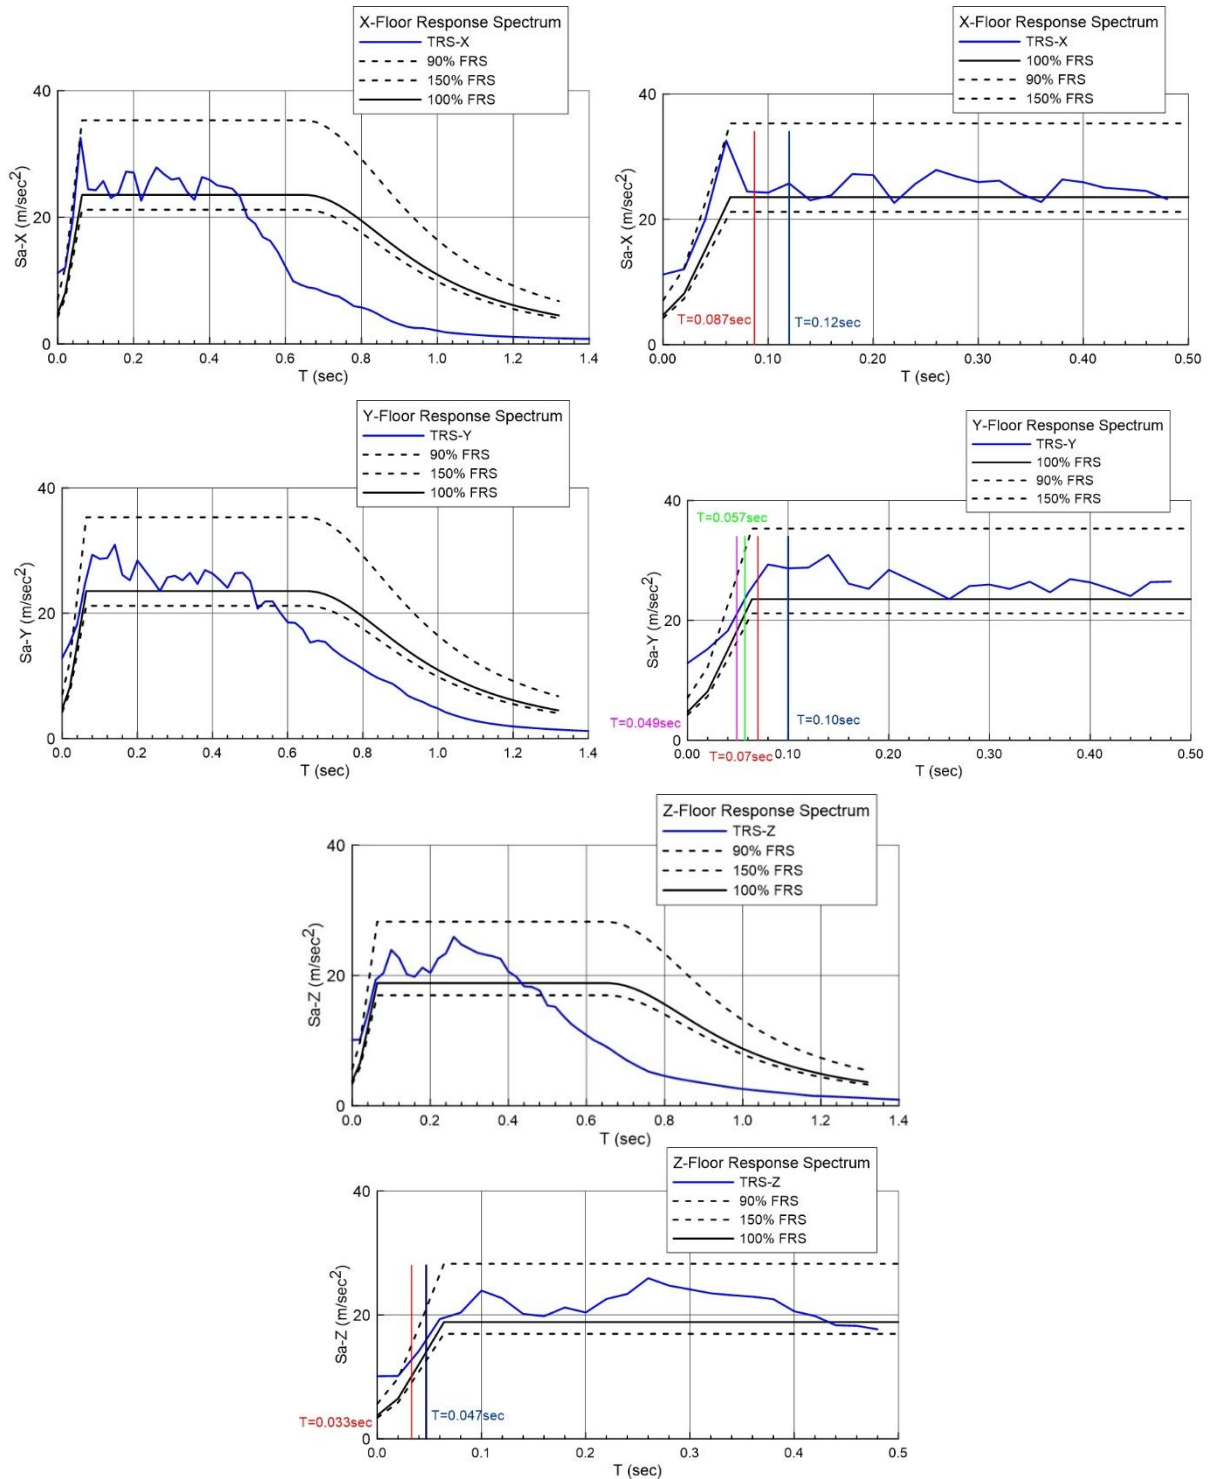 X-Floor Response Spectrum
TRS-X
90% FRS
150% FRS
100% FRS
40
20
0
Sa-X (m/sec2)
0.0 0.2 0.4 0.6 0.8 1.0 1.2 1.4
T (sec)
X-Floor Response Spectrum
TRS-X
100% FRS
90% FRS
150% FRS
40
20
0
Sa-X (m/sec2)
T=0.087sec
T=0.12sec
0.00 0.10 0.20 0.30 0.40 0.50
T (sec)
Y-Floor Response Spectrum
TRS-Y
90% FRS
150% FRS
100% FRS
40
20
0
Sa-Y (m/sec2)
0.0 0.2 0.4 0.6 0.8 1.0 1.2 1.4
T (sec)
Y-Floor Response Spectrum
TRS-Y
100% FRS
90% FRS
150% FRS
40
20
0
Sa-Y (m/sec2)
T=0.057sec
T=0.049sec
T=0.10sec
0.00 0.10 0.20 0.30 0.40 0.50
T=0.07sec
T (sec)
Z-Floor Response Spectrum
TRS-Z
90% FRS
150% FRS
100% FRS
40
20
0
Sa-Z (m/sec2)
0.0 0.2 0.4 0.6 0.8 1.0 1.2 1.4
T (sec)
Z-Floor Response Spectrum
TRS-Z
90% FRS
150% FRS
100% FRS
40
20
0
Sa-Z (m/sec2)
T=0.033sec
T=0.047sec
0.0 0.1 0.2 0.3 0.4 0.5
T (sec)